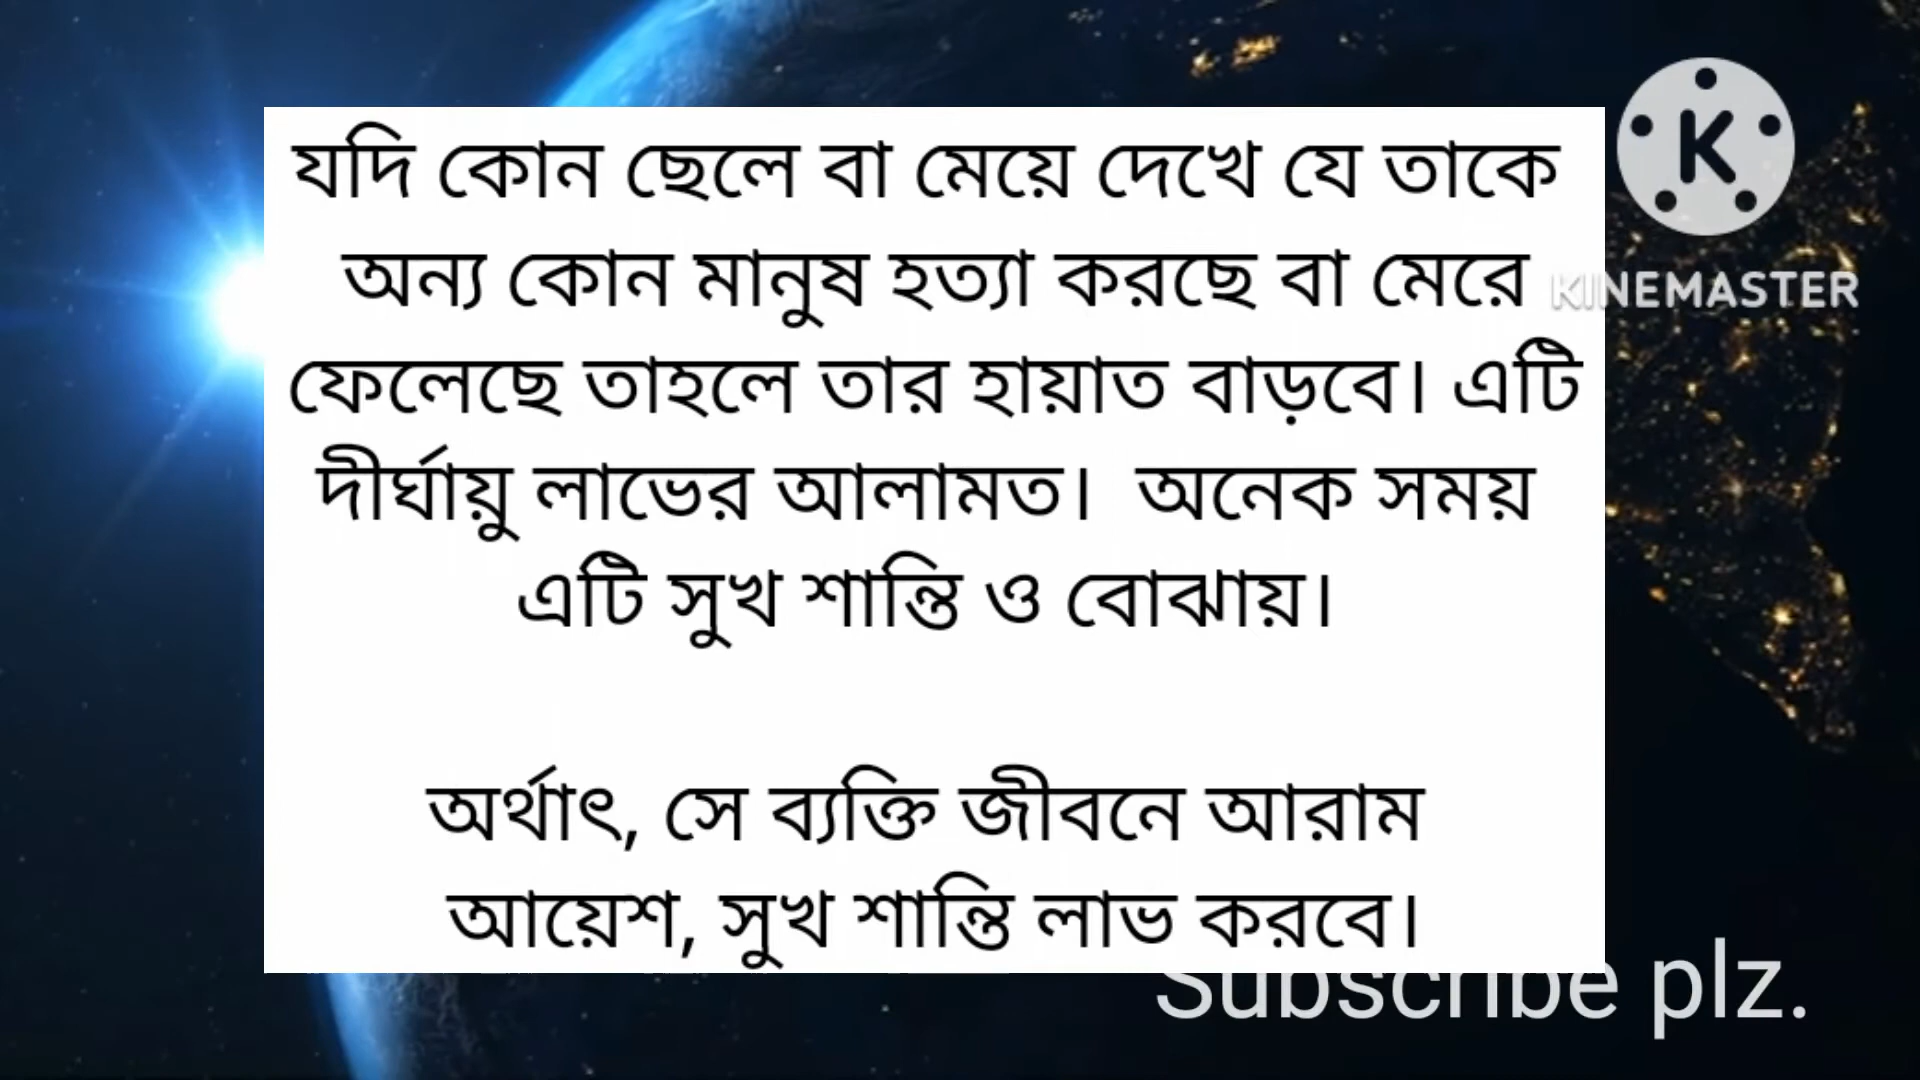 যদি কোন ছেলে বা মেয়ে দেখে যে তাকে
অন্য কোন মানুষ হত্যা করছে বা মেরে
ফেলেছে তাহলে তার হায়াত বাড়বে। এটি
দীর্ঘায়ু লাভের আলামত। অনেক সময়
এটি সুখ শান্তি ও বোঝায়।
অর্থাৎ, সে ব্যক্তি জীবনে আরাম
আয়েশ, সুখ শান্তি লাভ করবে।
K
KINEMASTER
Subscribe plz.